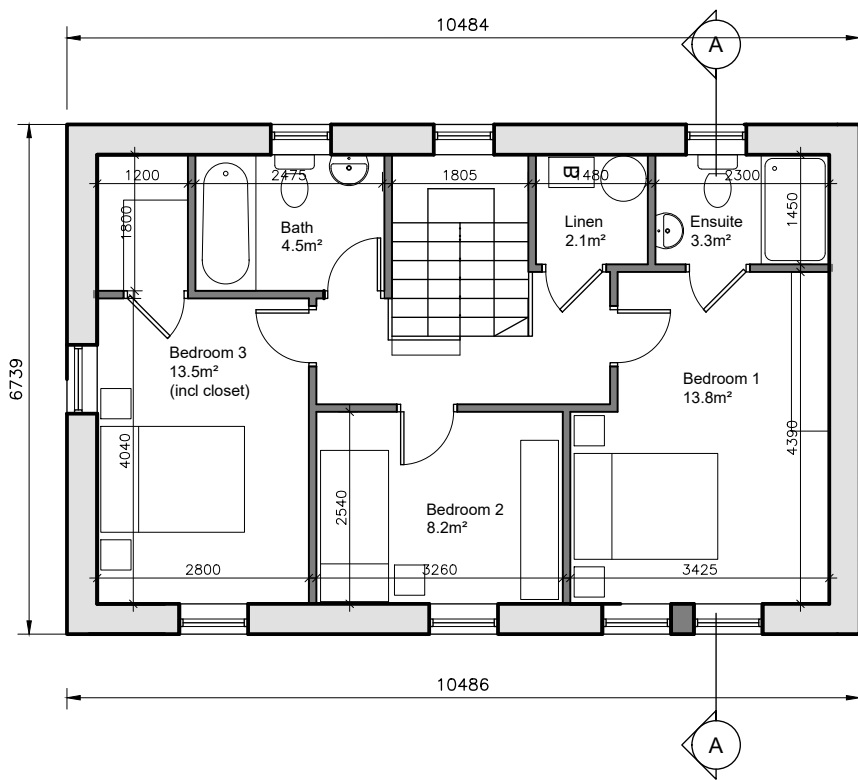 10484
A
1200
2475
1805
1480
2300
B
1800
1450
Bath
4.5m²
Linen
2.1m²
Ensuite
3.3m²
6739
Bedroom 3
13.5m²
(incl closet)
Bedroom 1
13.8m²
4040
4390
2540
Bedroom 2
8.2m²
2800
3260
3425
10486
A